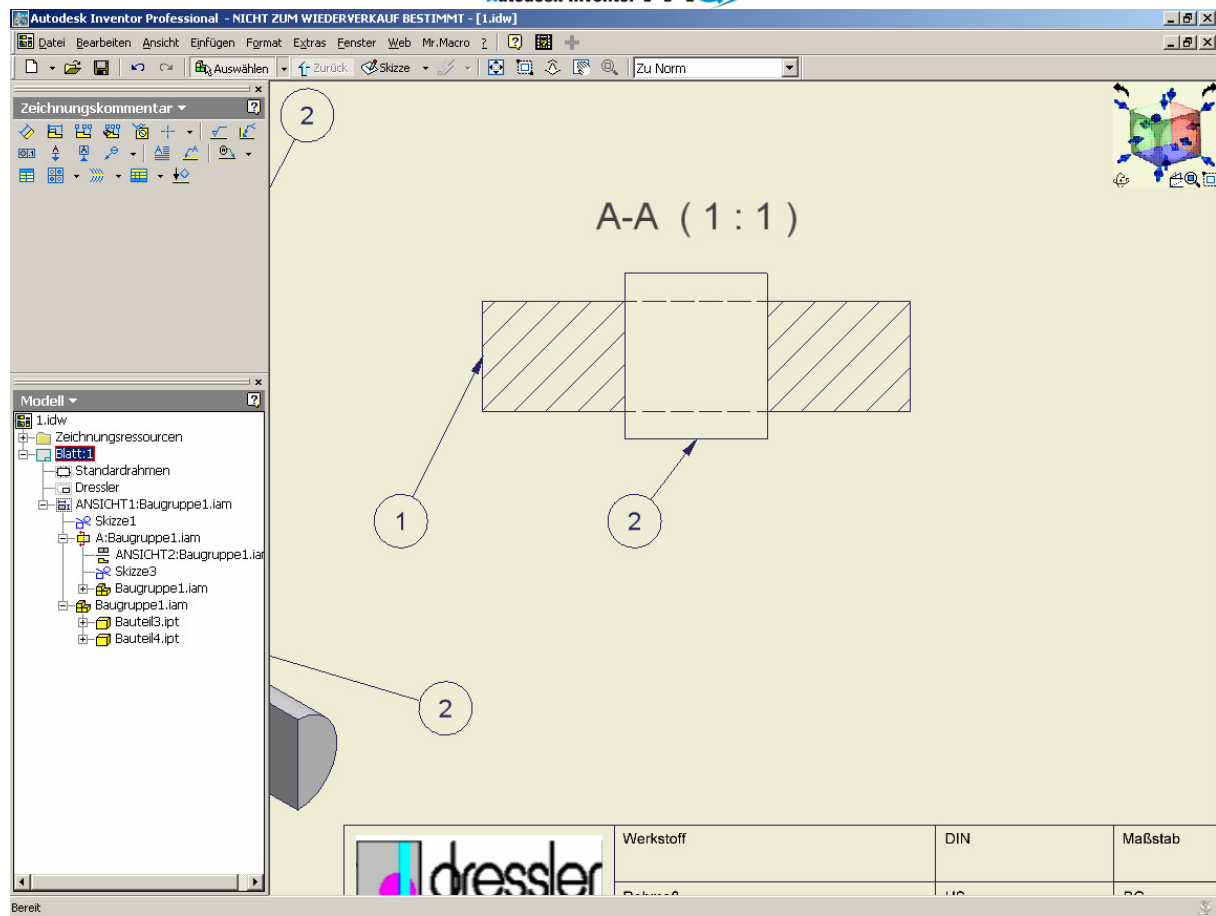 Autodesk Inventor
Autodesk Inventor Professional - NICHT ZUM WIEDERVERKAUF BESTIMMT - [1.idw]
Datei Bearbeiten Ansicht Einfügen Format Extras Fenster Web Mr.Macro ?
Auswählen Zurück Skizze Zu Norm
Zeichnungskommentar
2
A-A ( 1 : 1 )
Modell
1.idw
Zeichnungsressourcen
Blatt:1
Standardrahmen
Dressler
ANSICHT1:Baugruppe1.iam
Skizze1
A:Baugruppe1.iam
ANSICHT2:Baugruppe1.iar
Skizze3
Baugruppe1.iam
Baugruppe1.iam
Bauteil3.ipt
Bauteil4.ipt
1
2
2
Werkstoff DIN Maßstab
dressler
Bereit